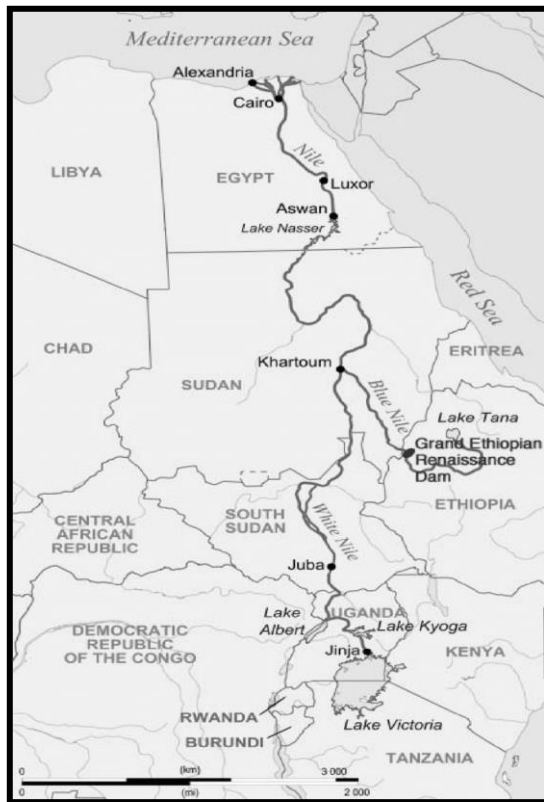 Mediterranean Sea
Alexandria
Cairo
Nile
LIBYA
EGYPT
Luxor
Aswan
Lake Nasser
Red Sea
CHAD
Khartoum
ERITREA
SUDAN
Blue Nile
Lake Tana
Grand Ethiopian
Renaissance
Dam
ETHIOPIA
SOUTH
SUDAN
CENTRAL
AFRICAN
REPUBLIC
White Nile
Juba
UGANDA
Lake
Albert
Lake Kyoga
DEMOCRATIC
REPUBLIC
OF THE CONGO
Jinja
KENYA
RWANDA
Lake Victoria
BURUNDI
TANZANIA
0 (km) 3 000
0 (mi) 2 000